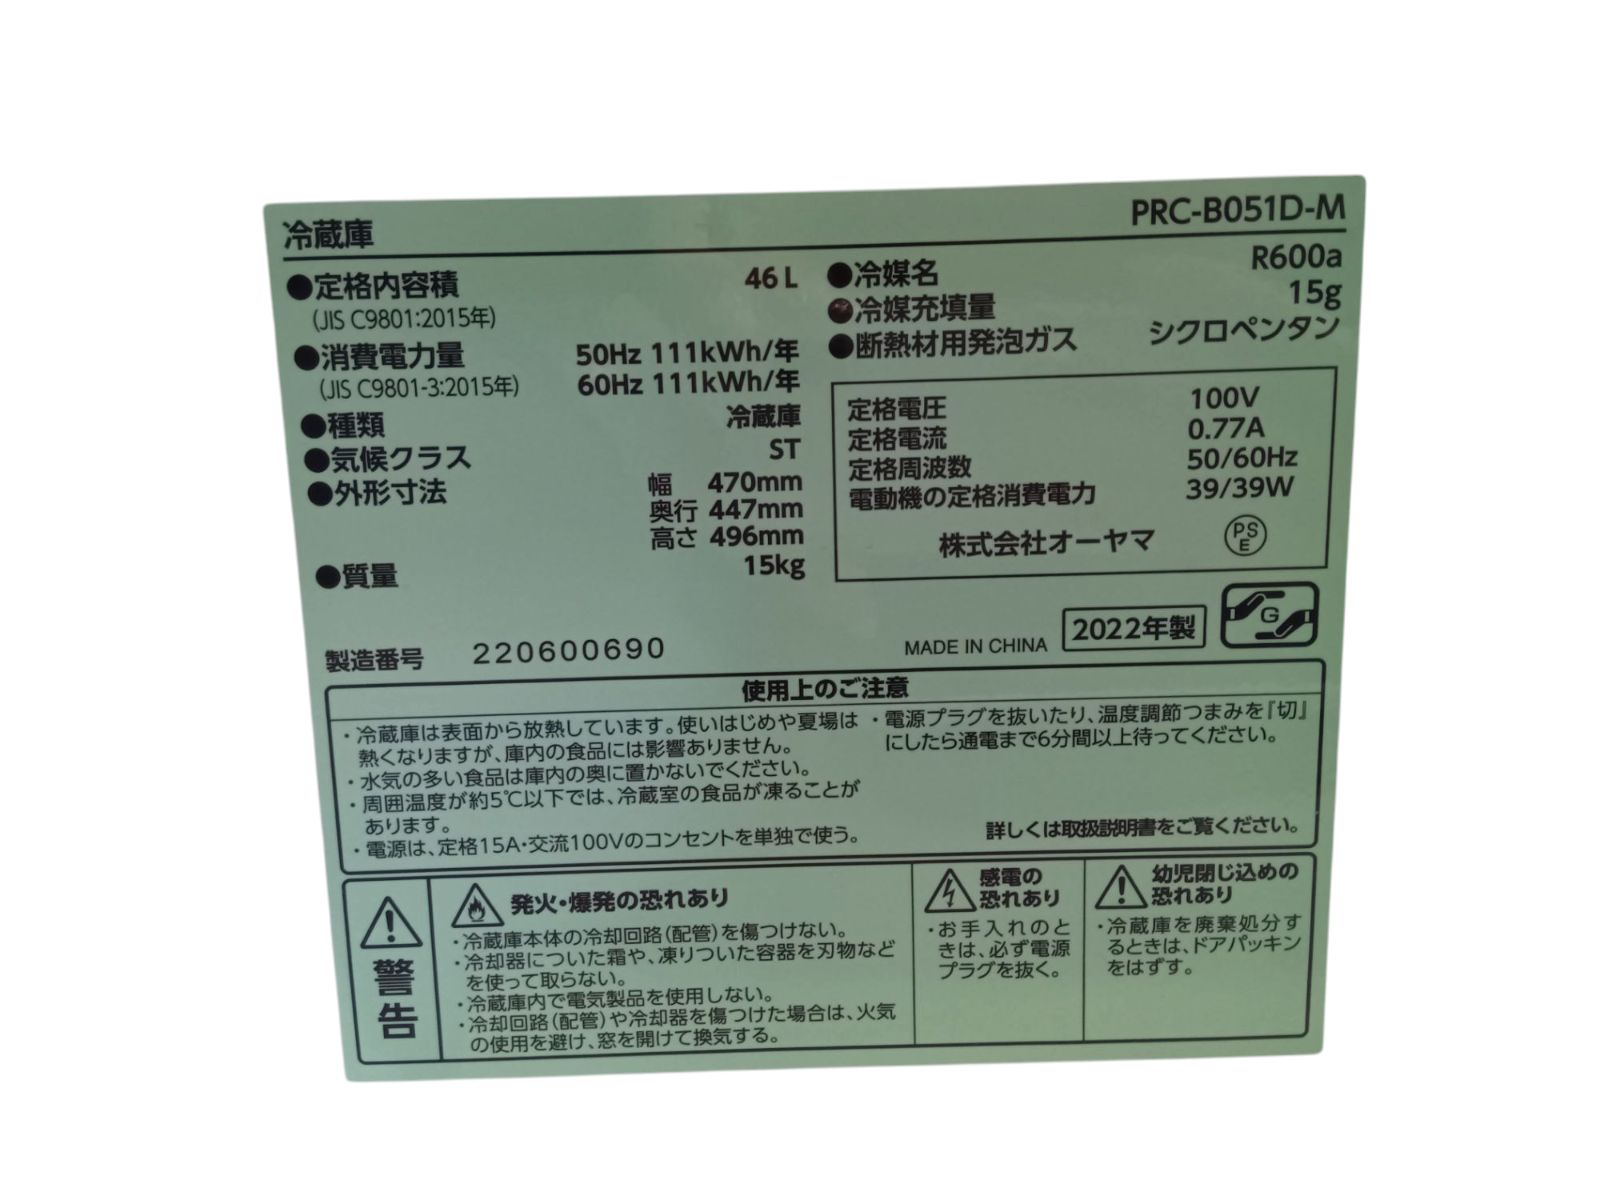 冷蔵庫
PRC-B051D-M
●定格内容積 46L
(JIS C9801:2015年)
●消費電力量 50Hz 111kWh/年
(JIS C9801-3:2015年) 60Hz 111kWh/年
●種類 冷蔵庫
●気候クラス ST
●外形寸法 幅 470mm
奥行 447mm
高さ 496mm
●質量 15kg
●冷媒名 R600a
●冷媒充填量 15g
●断熱材用発泡ガス シクロペンタン
定格電圧 100V
定格電流 0.77A
定格周波数 50/60Hz
電動機の定格消費電力 39/39W
株式会社オーヤマ PSE
製造番号 220600690
MADE IN CHINA 2022年製 G
使用上のご注意
・冷蔵庫は表面から放熱しています。使いはじめや夏場は
熱くなりますが、庫内の食品には影響ありません。
・水気の多い食品は庫内の奥に置かないでください。
・周囲温度が約5℃以下では、冷蔵室の食品が凍ることが
あります。
・電源は、定格15A・交流100Vのコンセントを単独で使う。
・電源プラグを抜いたり、温度調節つまみを『切』
にしたら通電まで6分間以上待ってください。
詳しくは取扱説明書をご覧ください。
警告
発火・爆発の恐れあり
・冷蔵庫本体の冷却回路(配管)を傷つけない。
・冷却器についた霜や、凍りついた容器を刃物など
を使って取らない。
・冷蔵庫内で電気製品を使用しない。
・冷却回路(配管)や冷却器を傷つけた場合は、火気
の使用を避け、窓を開けて換気する。
感電の
恐れあり
・お手入れのと
きは、必ず電源
プラグを抜く。
幼児閉じ込めの
恐れあり
・冷蔵庫を廃棄処分す
るときは、ドアパッキン
をはずす。